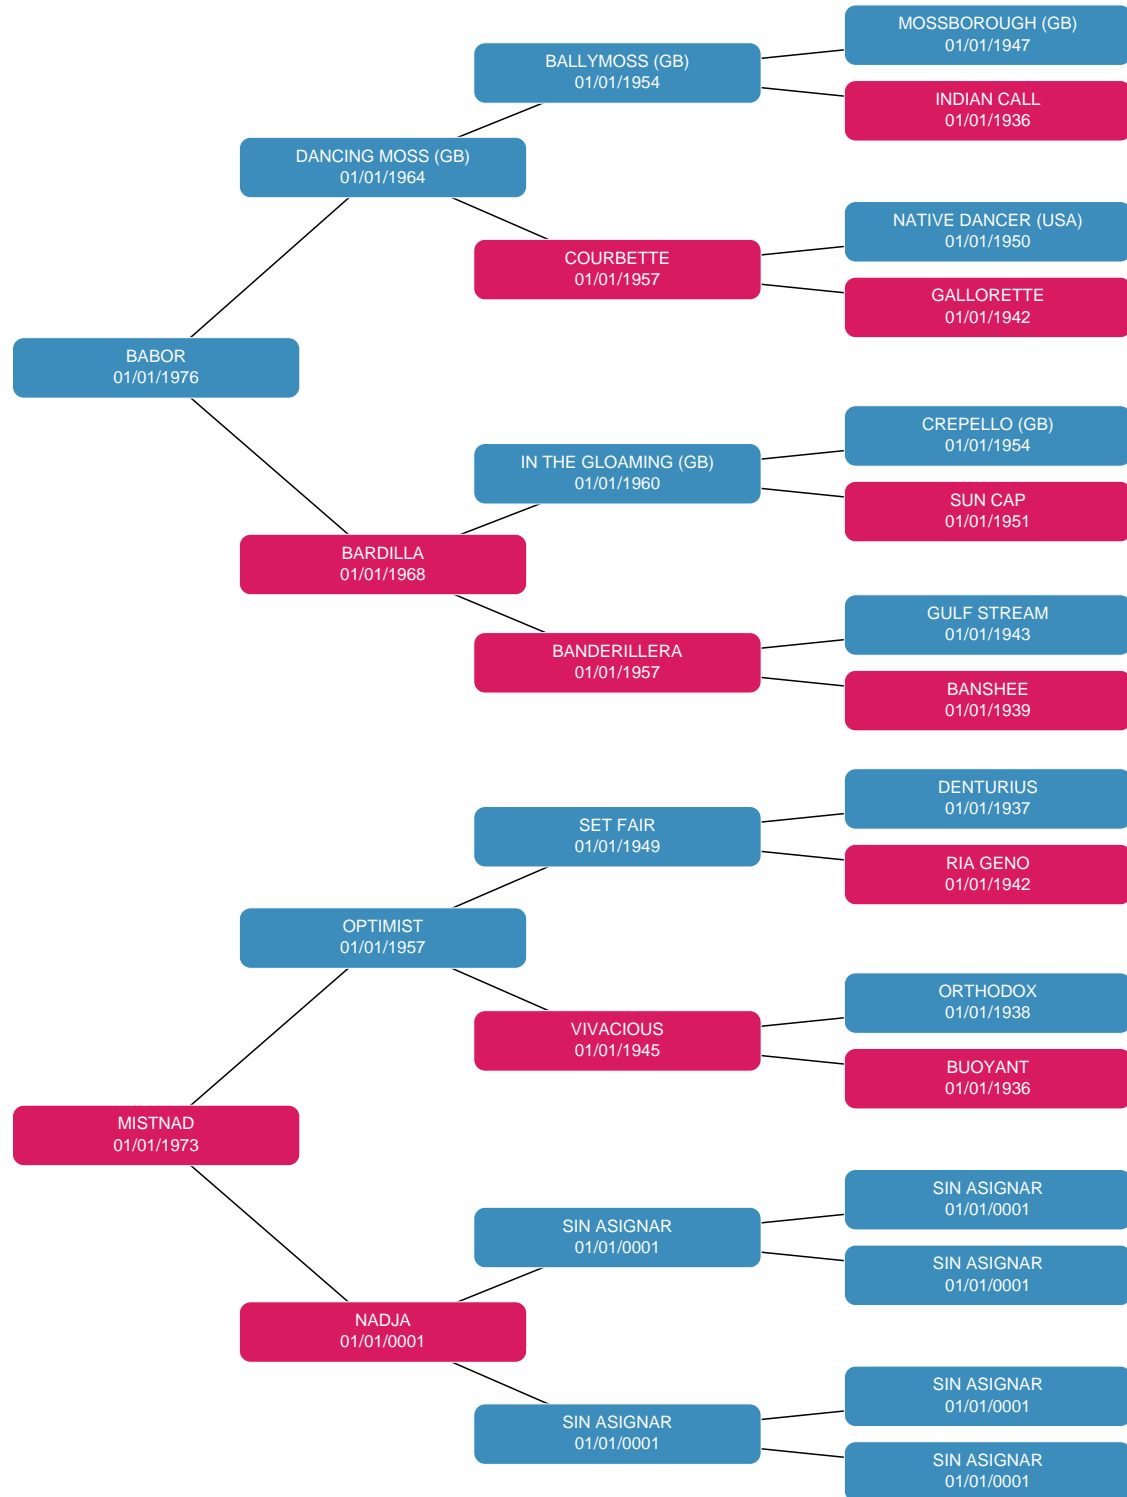 MOSSBOROUGH (GB)
01/01/1947
BALLYMOSS (GB)
01/01/1954
INDIAN CALL
01/01/1936
DANCING MOSS (GB)
01/01/1964
NATIVE DANCER (USA)
01/01/1950
COURBETTE
01/01/1957
GALLORETTE
01/01/1942
BABOR
01/01/1976
CREPELLO (GB)
01/01/1954
IN THE GLOAMING (GB)
01/01/1960
SUN CAP
01/01/1951
BARDILLA
01/01/1968
GULF STREAM
01/01/1943
BANDERILLERA
01/01/1957
BANSHEE
01/01/1939
DENTURIUS
01/01/1937
SET FAIR
01/01/1949
RIA GENO
01/01/1942
OPTIMIST
01/01/1957
ORTHODOX
01/01/1938
VIVACIOUS
01/01/1945
BUOYANT
01/01/1936
MISTNAD
01/01/1973
SIN ASIGNAR
01/01/0001
SIN ASIGNAR
01/01/0001
SIN ASIGNAR
01/01/0001
NADJA
01/01/0001
SIN ASIGNAR
01/01/0001
SIN ASIGNAR
01/01/0001
SIN ASIGNAR
01/01/0001